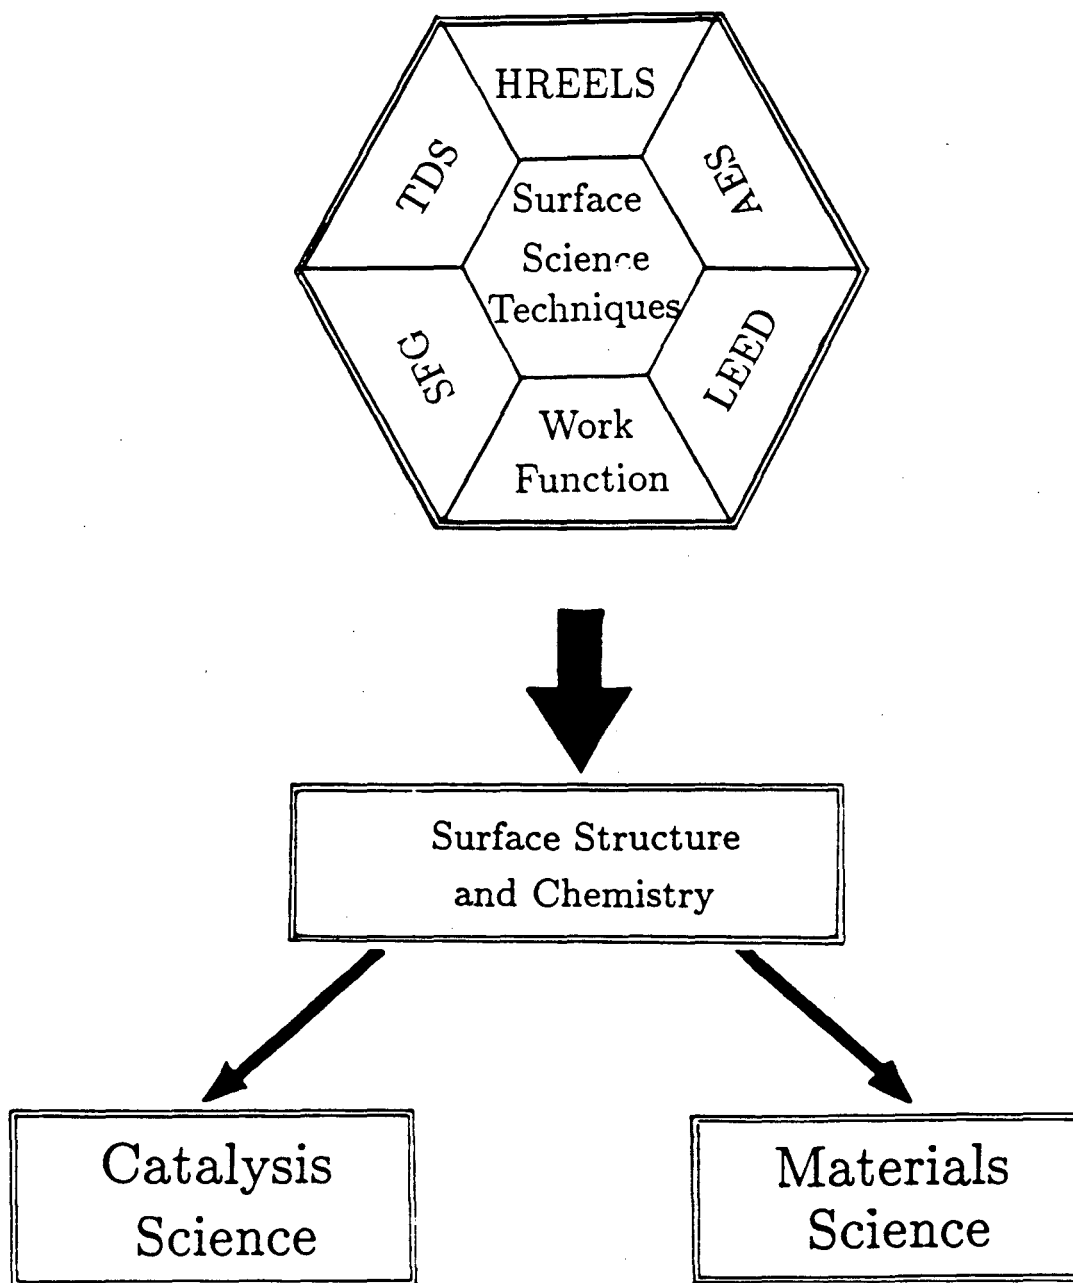 HREELS
TDS
AES
Surface
Science
Techniques
SFG
LEED
Work
Function
Surface Structure
and Chemistry
Catalysis
Science
Materials
Science